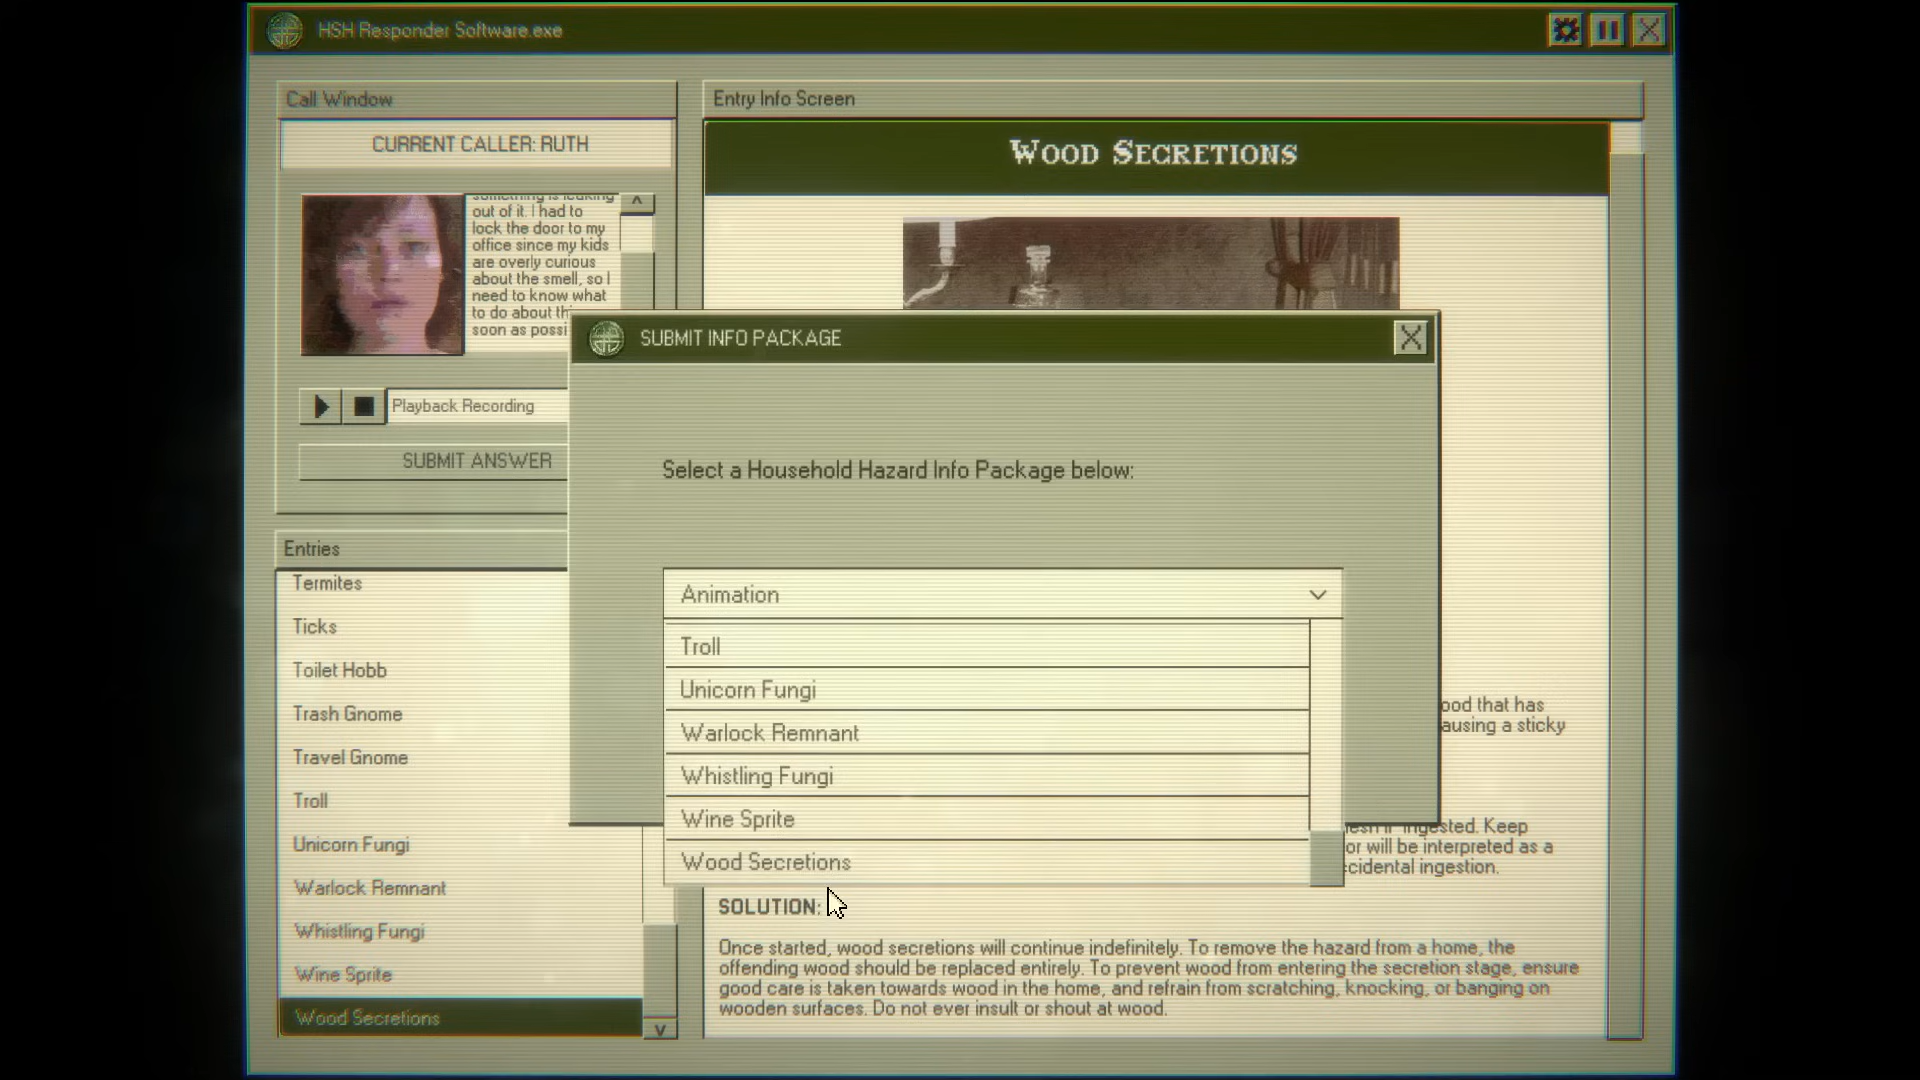 HSH Responder Software.exe
Call Window
CURRENT CALLER: RUTH
something is leaking
out of it. I had to
lock the door to my
office since my kids
are overly curious
about the smell, so I
need to know what
to do about
soon as
Playback Recording
SUBMIT ANSWER
Entries
Termites
Ticks
Toilet Hobb
Trash Gnome
Travel Gnome
Troll
Unicorn Fungi
Warlock Remnant
Whistling Fungi
Wine Sprite
Wood Secretions
Entry Info Screen
WOOD SECRETIONS
SUBMIT INFO PACKAGE
Select a Household Hazard Info Package below:
Animation
Troll
Unicorn Fungi
Warlock Remnant
Whistling Fungi
Wine Sprite
Wood Secretions
that has
causing a sticky
ingested. Keep
or will be interpreted as a
accidental ingestion.
SOLUTION:
Once started, wood secretions will continue indefinitely. To remove the hazard from a home, the
offending wood should be replaced entirely. To prevent wood from entering the secretion stage, ensure
good care is taken towards wood in the home, and refrain from scratching, knocking, or banging on
wooden surfaces. Do not ever insult or shout at wood.